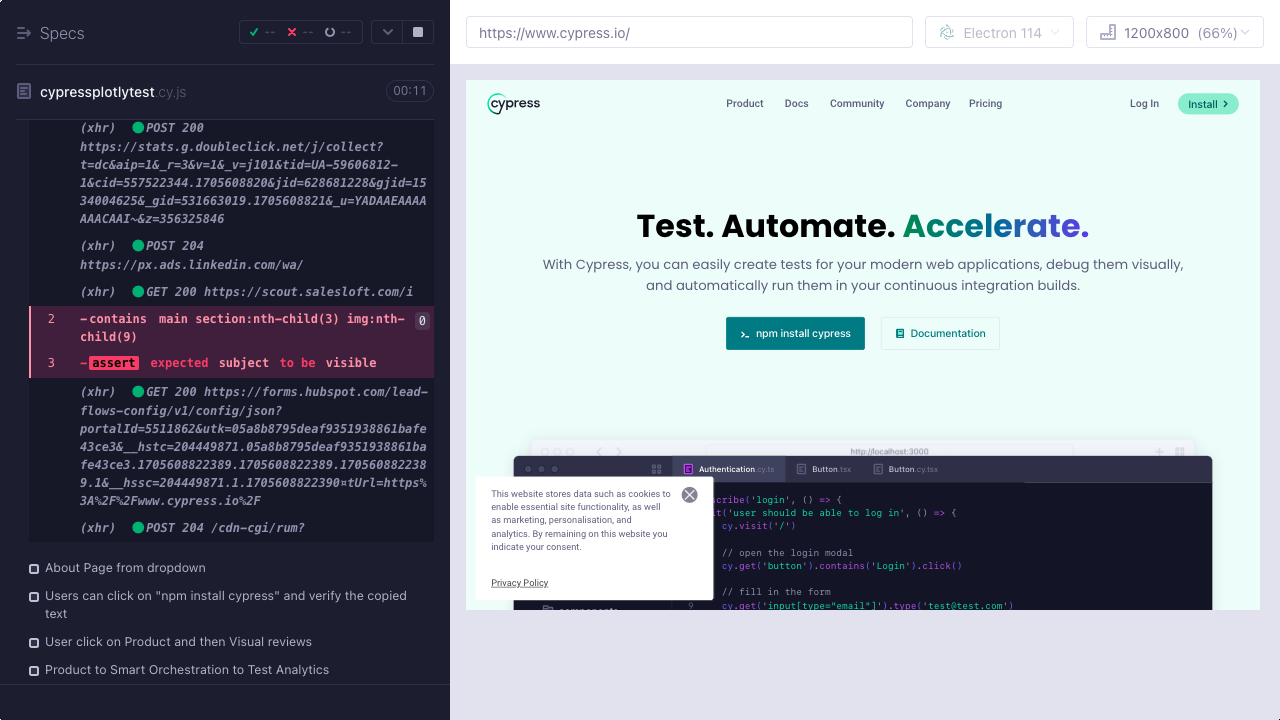 Specs
-- -- --
cypressplotlytest.cy.js 00:11
(xhr) POST 200
https://stats.g.doubleclick.net/j/collect?
t=dc&aip=1&_r=3&v=1&_v=j101&tid=UA-59606812-
1&cid=557522344.1705608820&jid=628681228&gjid=15
34004625&_gid=531663019.1705608821&_u=YADAAEAAAA
AAACAAI~&z=356325846
(xhr) POST 204
https://px.ads.linkedin.com/wa/
(xhr) GET 200 https://scout.salesloft.com/i
2 -contains main section:nth-child(3) img:nth- 0
child(9)
3 -assert expected subject to be visible
(xhr) GET 200 https://forms.hubspot.com/lead-
flows-config/v1/config/json?
portalId=5511862&utk=05a8b8795deaf9351938861bafe
43ce3&__hstc=204449871.05a8b8795deaf9351938861ba
fe43ce3.1705608822389.1705608822389.170560882238
9.1&__hssc=204449871.1.1705608822390¤tUrl=https%
3A%2F%2Fwww.cypress.io%2F
(xhr) POST 204 /cdn-cgi/rum?
About Page from dropdown
Users can click on "npm install cypress" and verify the copied
text
User click on Product and then Visual reviews
Product to Smart Orchestration to Test Analytics
https://www.cypress.io/ Electron 114 1200x800 (66%)
cypress Product Docs Community Company Pricing Log In Install
Test. Automate. Accelerate.
With Cypress, you can easily create tests for your modern web applications, debug them visually,
and automatically run them in your continuous integration builds.
npm install cypress Documentation
http://localhost:3000
Authentication.cy.ts Button.tsx Button.cy.tsx
This website stores data such as cookies to
enable essential site functionality, as well
as marketing, personalisation, and
analytics. By remaining on this website you
indicate your consent.
Privacy Policy
scribe('login', () => {
t('user should be able to log in', () => {
cy.visit('/')
// open the login modal
cy.get('button').contains('Login').click()
// fill in the form
9 cy.get('input[type="email"]').type('test@test.com')
components